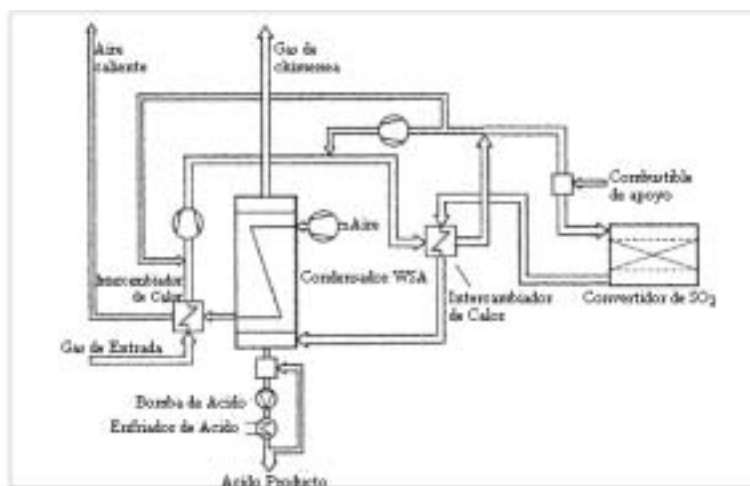 Aire
caliente
Gas de
chimenea
Combustible
de apoyo
Aire
Condensador WSA
Intercambiador
de Calor
Intercambiador
de Calor
Convertidor de SO2
Gas de Entrada
Bomba de Acido
Enfriador de Acido
Acido Producto